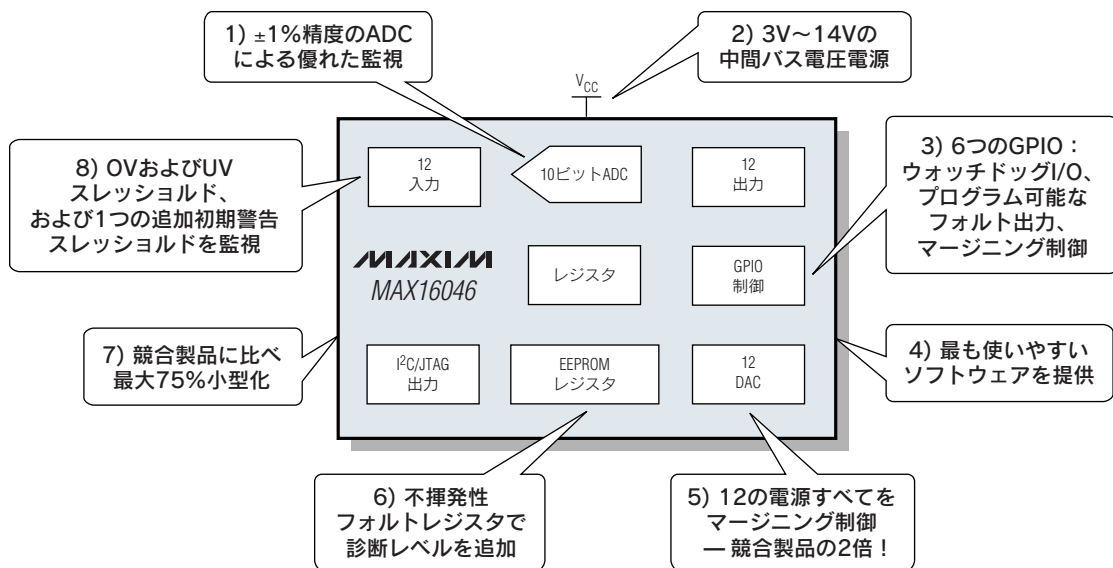 1) ±1%精度のADC
による優れた監視
2) 3V～14Vの
中間バス電圧電源
VCC
8) OVおよびUV
スレッショルド、
および1つの追加初期警告
スレッショルドを監視
12
入力
10ビットADC
12
出力
3) 6つのGPIO：
ウォッチドッグI/O、
プログラム可能な
フォルト出力、
マージニング制御
MAXIM
MAX16046
レジスタ
GPIO
制御
7) 競合製品に比べ
最大75%小型化
I²C/JTAG
出力
EEPROM
レジスタ
12
DAC
4) 最も使いやすい
ソフトウェアを提供
6) 不揮発性
フォルトレジスタで
診断レベルを追加
5) 12の電源すべてを
マージニング制御
— 競合製品の2倍！